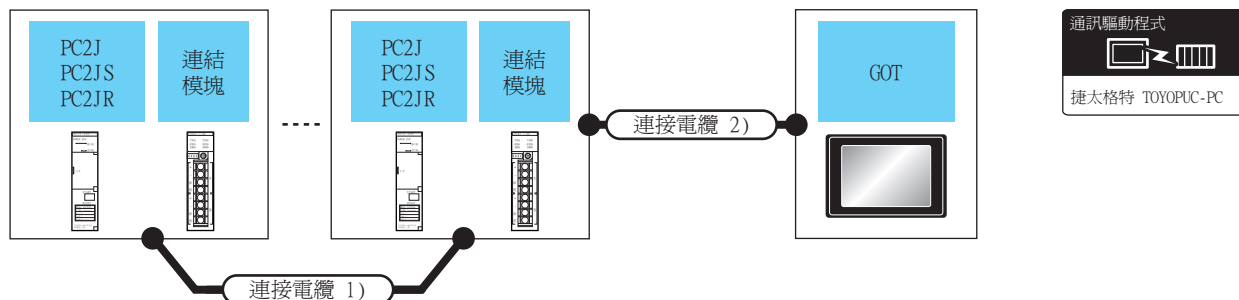 PC2J
PC2JS
PC2JR
連結
模塊
PC2J
PC2JS
PC2JR
連結
模塊
連接電纜 2)
GOT
通訊驅動程式
捷太格特 TOYOPUC-PC
連接電纜 1)